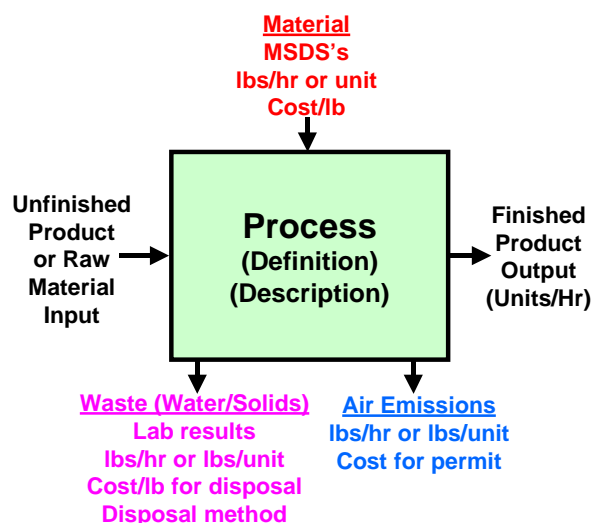 Material
MSDS's
lbs/hr or unit
Cost/lb
Unfinished
Product
or Raw
Material
Input
Process
(Definition)
(Description)
Finished
Product
Output
(Units/Hr)
Waste (Water/Solids)
Lab results
lbs/hr or lbs/unit
Cost/lb for disposal
Disposal method
Air Emissions
lbs/hr or lbs/unit
Cost for permit